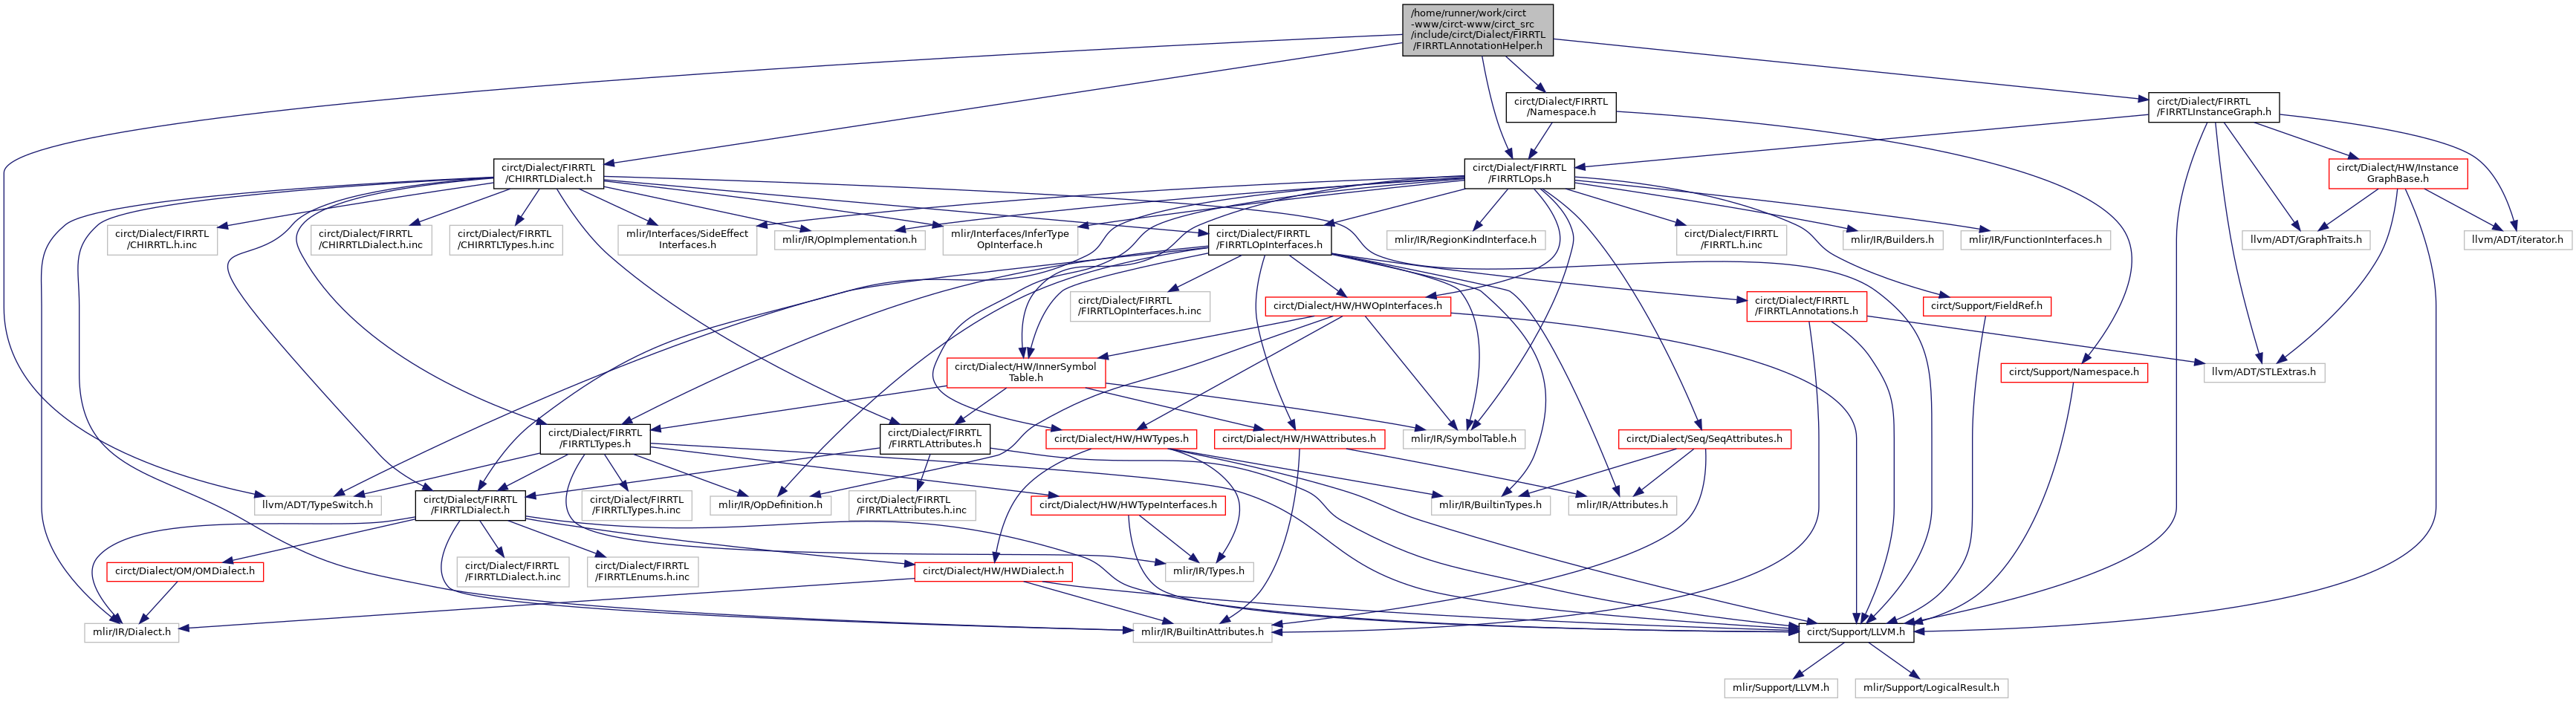 /home/runner/work/circt
-www/circt-www/circt_src
/include/circt/Dialect/FIRRTL
/FIRRTLAnnotationHelper.h
circt/Dialect/FIRRTL
/Namespace.h
circt/Dialect/FIRRTL
/FIRRTLInstanceGraph.h
circt/Dialect/FIRRTL
/CHIRRTLDialect.h
circt/Dialect/FIRRTL
/FIRRTLOps.h
circt/Dialect/HW/Instance
GraphBase.h
circt/Dialect/FIRRTL
/CHIRRTL.h.inc
circt/Dialect/FIRRTL
/CHIRRTLDialect.h.inc
circt/Dialect/FIRRTL
/CHIRRTLTypes.h.inc
mlir/Interfaces/SideEffect
Interfaces.h
mlir/IR/OpImplementation.h
mlir/Interfaces/InferType
OpInterface.h
circt/Dialect/FIRRTL
/FIRRTLOpInterfaces.h
mlir/IR/RegionKindInterface.h
circt/Dialect/FIRRTL
/FIRRTL.h.inc
mlir/IR/Builders.h
mlir/IR/FunctionInterfaces.h
llvm/ADT/GraphTraits.h
llvm/ADT/iterator.h
circt/Dialect/FIRRTL
/FIRRTLOpInterfaces.h.inc
circt/Dialect/HW/HWOpInterfaces.h
circt/Dialect/FIRRTL
/FIRRTLAnnotations.h
circt/Support/FieldRef.h
circt/Dialect/HW/InnerSymbol
Table.h
circt/Support/Namespace.h
llvm/ADT/STLExtras.h
circt/Dialect/FIRRTL
/FIRRTLTypes.h
circt/Dialect/FIRRTL
/FIRRTLAttributes.h
circt/Dialect/HW/HWTypes.h
circt/Dialect/HW/HWAttributes.h
mlir/IR/SymbolTable.h
circt/Dialect/Seq/SeqAttributes.h
llvm/ADT/TypeSwitch.h
circt/Dialect/FIRRTL
/FIRRTLDialect.h
circt/Dialect/FIRRTL
/FIRRTLTypes.h.inc
mlir/IR/OpDefinition.h
circt/Dialect/FIRRTL
/FIRRTLAttributes.h.inc
circt/Dialect/HW/HWTypeInterfaces.h
mlir/IR/BuiltinTypes.h
mlir/IR/Attributes.h
circt/Dialect/OM/OMDialect.h
circt/Dialect/FIRRTL
/FIRRTLDialect.h.inc
circt/Dialect/FIRRTL
/FIRRTLEnums.h.inc
circt/Dialect/HW/HWDialect.h
mlir/IR/Types.h
mlir/IR/Dialect.h
mlir/IR/BuiltinAttributes.h
circt/Support/LLVM.h
mlir/Support/LLVM.h
mlir/Support/LogicalResult.h